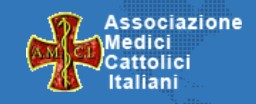 Associazione
Medici
A.M.C.I.
Cattolici
Italiani